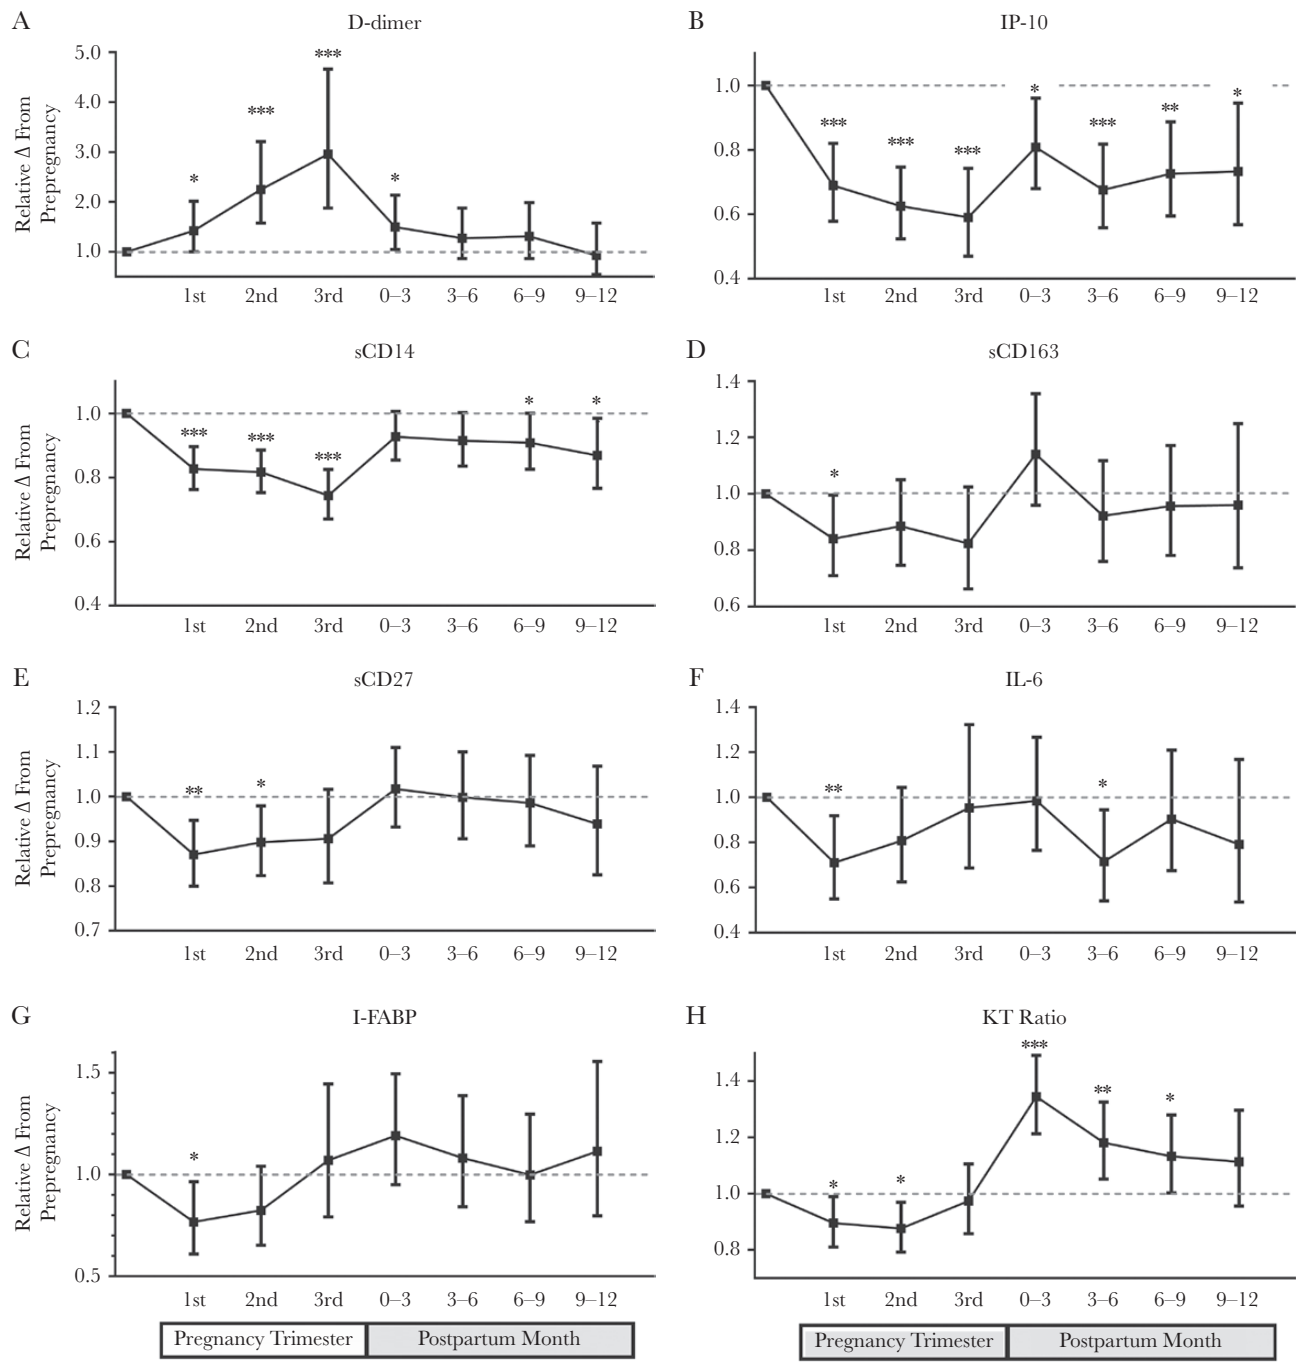 A
D-dimer
Relative Δ From
Prepregnancy
5.0
4.0
3.0
2.0
1.0
*
***
***
*
1st 2nd 3rd 0–3 3–6 6–9 9–12
B
IP-10
1.0
0.8
0.6
0.4
***
***
***
*
***
**
*
1st 2nd 3rd 0–3 3–6 6–9 9–12
C
sCD14
Relative Δ From
Prepregnancy
1.0
0.8
0.6
0.4
***
***
***
*
*
1st 2nd 3rd 0–3 3–6 6–9 9–12
D
sCD163
1.4
1.2
1.0
0.8
0.6
*
1st 2nd 3rd 0–3 3–6 6–9 9–12
E
sCD27
Relative Δ From
Prepregnancy
1.2
1.1
1.0
0.9
0.8
0.7
**
*
1st 2nd 3rd 0–3 3–6 6–9 9–12
F
IL-6
1.4
1.2
1.0
0.8
0.6
0.4
**
*
1st 2nd 3rd 0–3 3–6 6–9 9–12
G
I-FABP
Relative Δ From
Prepregnancy
1.5
1.0
0.5
*
1st 2nd 3rd 0–3 3–6 6–9 9–12
Pregnancy Trimester Postpartum Month
H
KT Ratio
1.4
1.2
1.0
0.8
*
*
***
**
*
1st 2nd 3rd 0–3 3–6 6–9 9–12
Pregnancy Trimester Postpartum Month